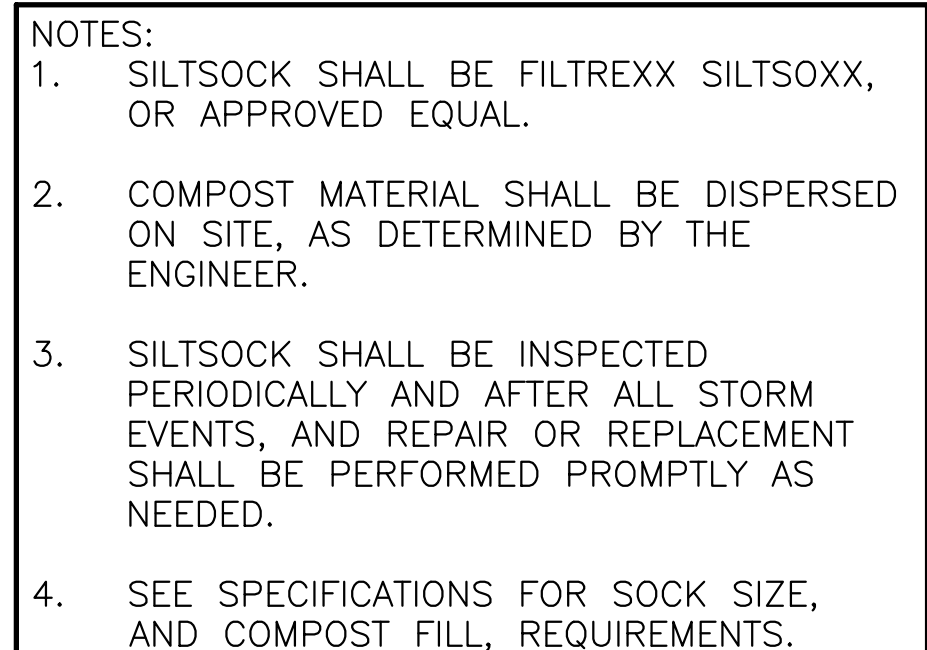 NOTES:
1. SILTSOCK SHALL BE FILTREXX SILTSOXX,
OR APPROVED EQUAL.
2. COMPOST MATERIAL SHALL BE DISPERSED
ON SITE, AS DETERMINED BY THE
ENGINEER.
3. SILTSOCK SHALL BE INSPECTED
PERIODICALLY AND AFTER ALL STORM
EVENTS, AND REPAIR OR REPLACEMENT
SHALL BE PERFORMED PROMPTLY AS
NEEDED.
4. SEE SPECIFICATIONS FOR SOCK SIZE,
AND COMPOST FILL, REQUIREMENTS.